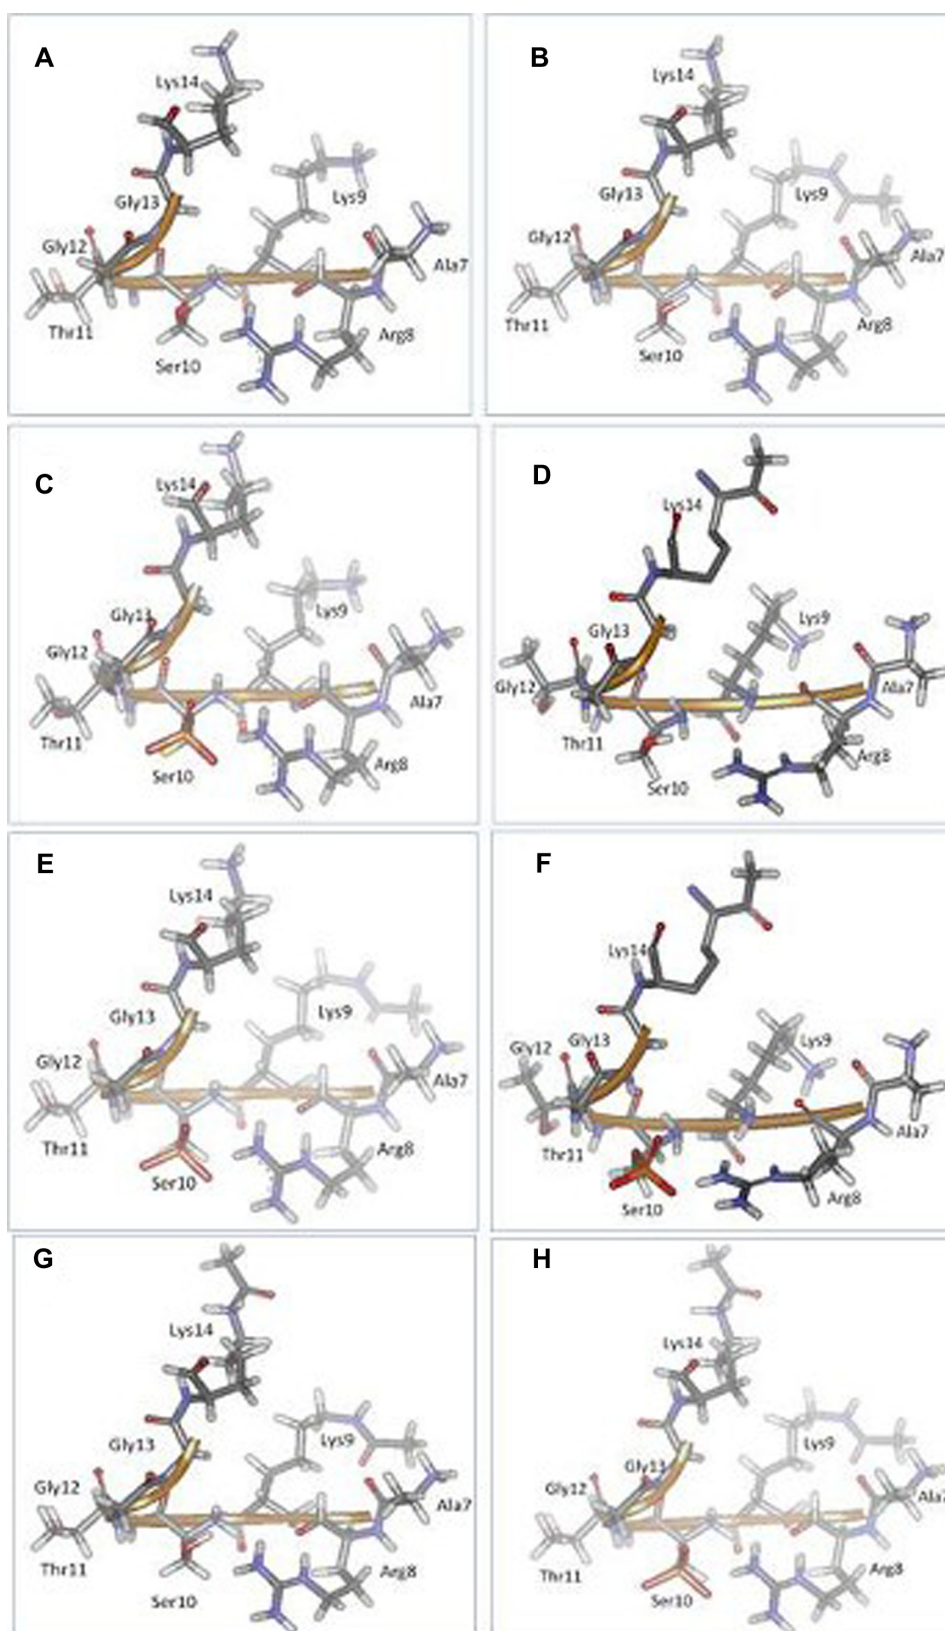 A
Lys14
Lys9
Gly13
Gly12
Ala7
Thr11
Arg8
Ser10
B
Lys14
Lys9
Gly13
Gly12
Ala7
Thr11
Arg8
Ser10
C
Lys14
Lys9
Gly13
Gly12
Ala7
Thr11
Arg8
Ser10
D
Lys14
Lys9
Gly13
Gly12
Ala7
Thr11
Arg8
Ser10
E
Lys14
Lys9
Gly13
Gly12
Ala7
Thr11
Arg8
Ser10
F
Lys14
Lys9
Gly13
Gly12
Ala7
Thr11
Arg8
Ser10
G
Lys14
Lys9
Gly13
Gly12
Ala7
Thr11
Arg8
Ser10
H
Lys14
Lys9
Gly13
Gly12
Ala7
Thr11
Arg8
Ser10